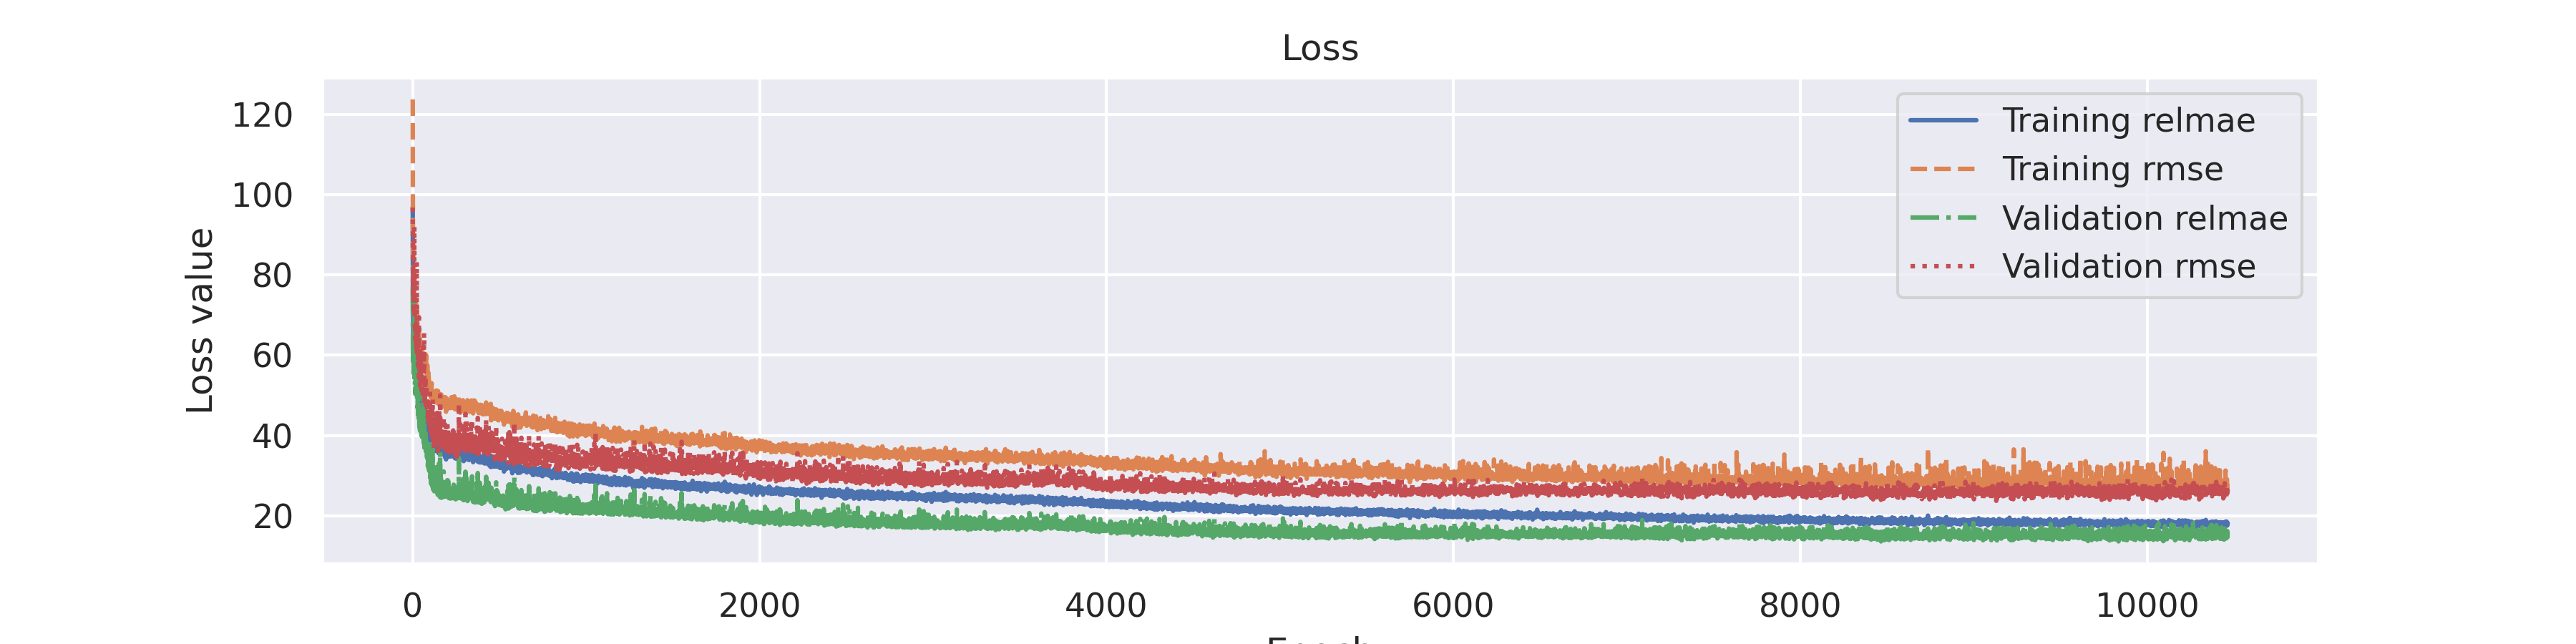 Loss
120
100
80
60
40
20
Loss value
0
2000
4000
6000
8000
10000
Training relmae
Training rmse
Validation relmae
Validation rmse